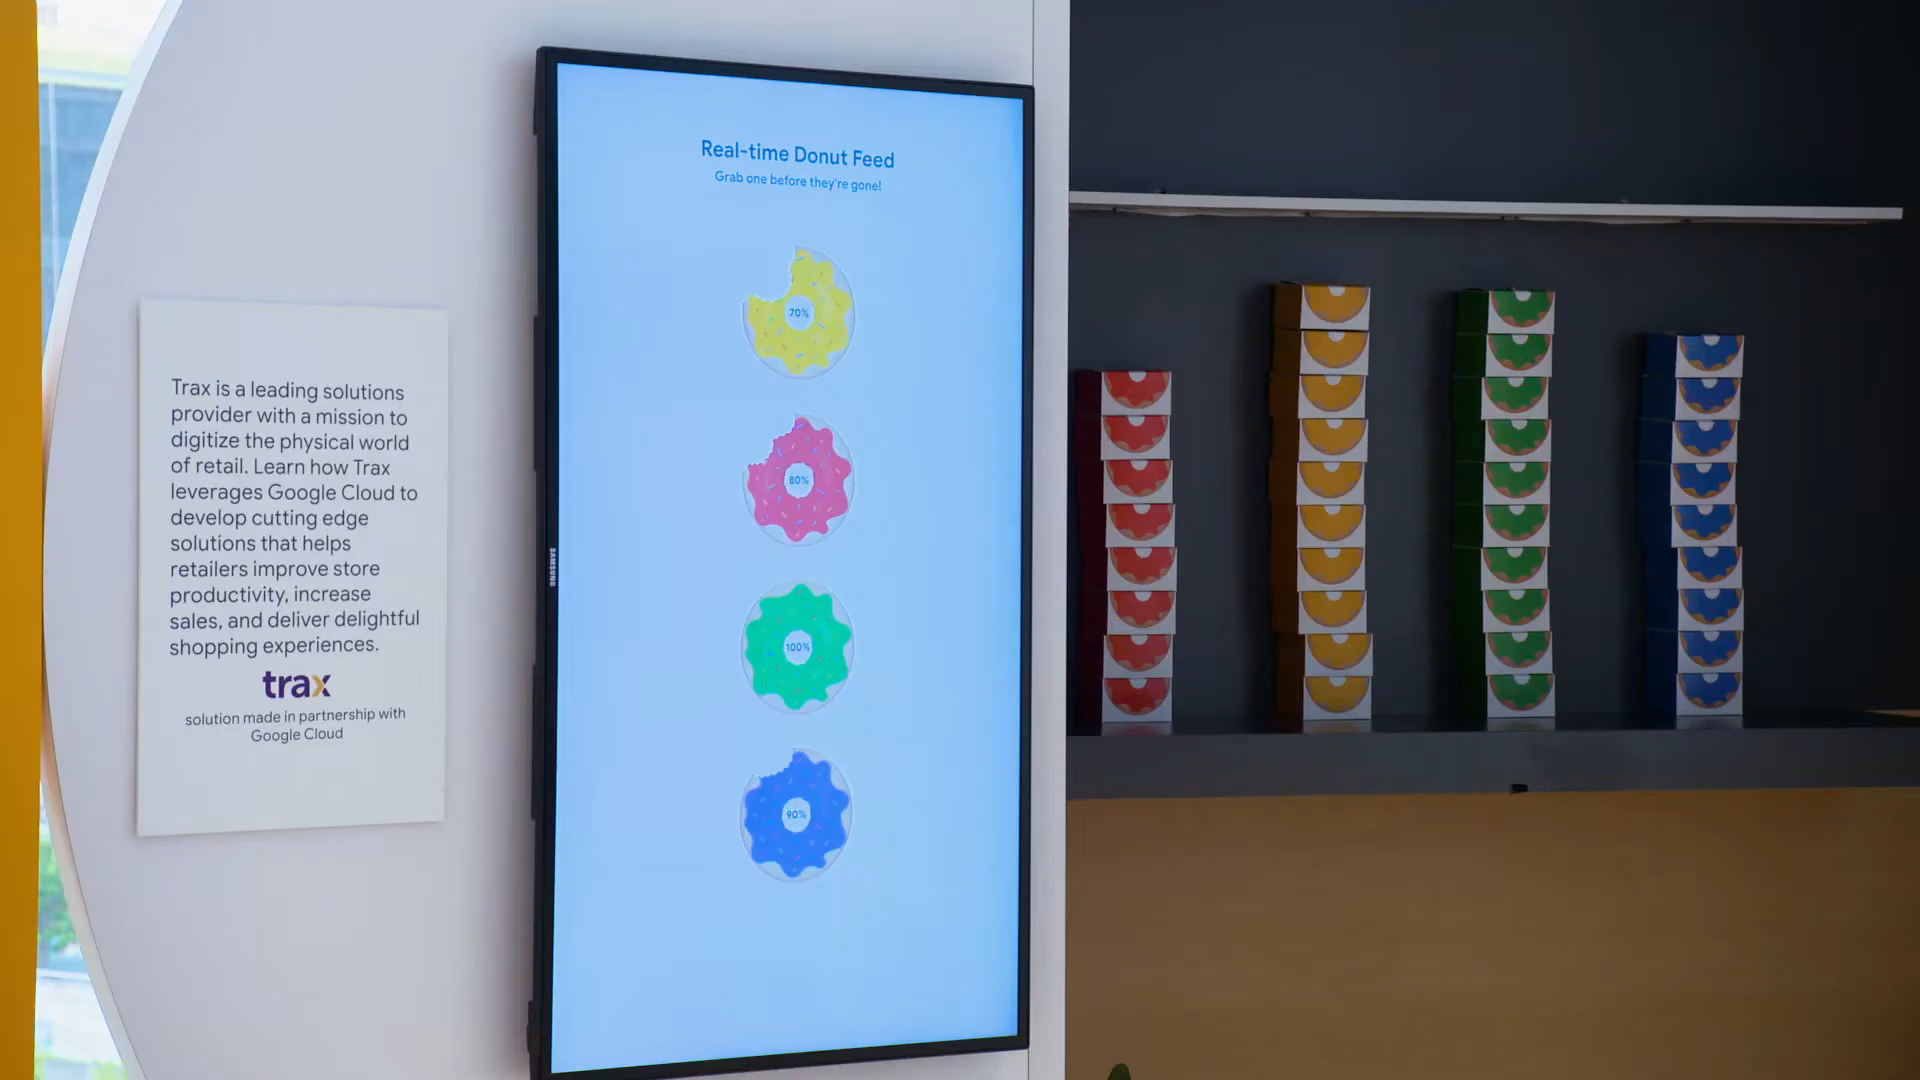 Trax is a leading solutions
provider with a mission to
digitize the physical world
of retail. Learn how Trax
leverages Google Cloud to
develop cutting edge
solutions that helps
retailers improve store
productivity, increase
sales, and deliver delightful
shopping experiences.
trax
solution made in partnership with
Google Cloud
SAMSUNG
Real-time Donut Feed
Grab one before they're gone!
70%
80%
100%
90%